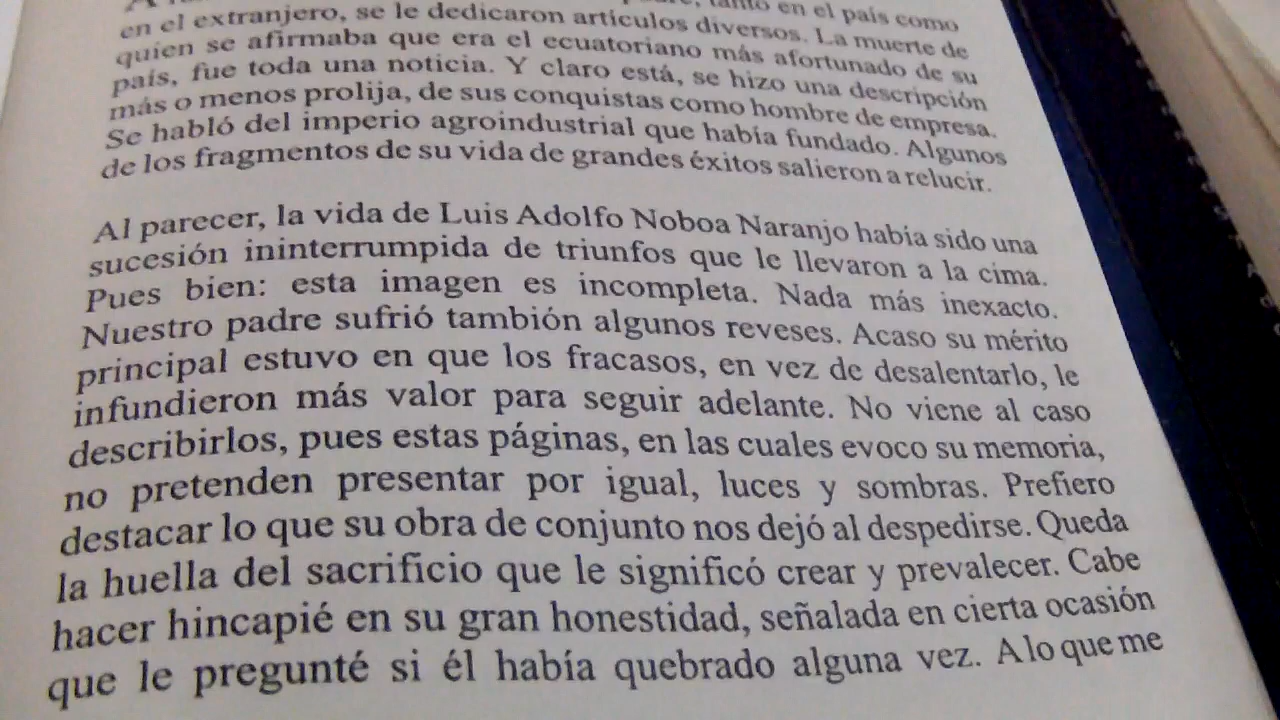 en el país como
en el extranjero, se le dedicaron artículos diversos. La muerte de
quien se afirmaba que era el ecuatoriano más afortunado de su
país, fue toda una noticia. Y claro está, se hizo una descripción
más o menos prolija, de sus conquistas como hombre de empresa.
Se habló del imperio agroindustrial que había fundado. Algunos
de los fragmentos de su vida de grandes éxitos salieron a relucir.
Al parecer, la vida de Luis Adolfo Noboa Naranjo había sido una
sucesión ininterrumpida de triunfos que le llevaron a la cima.
Pues bien: esta imagen es incompleta. Nada más inexacto.
Nuestro padre sufrió también algunos reveses. Acaso su mérito
principal estuvo en que los fracasos, en vez de desalentarlo, le
infundieron más valor para seguir adelante. No viene al caso
describirlos, pues estas páginas, en las cuales evoco su memoria,
no pretenden presentar por igual, luces y sombras. Prefiero
destacar lo que su obra de conjunto nos dejó al despedirse. Queda
la huella del sacrificio que le significó crear y prevalecer. Cabe
hacer hincapié en su gran honestidad, señalada en cierta ocasión
que le pregunté si él había quebrado alguna vez. A lo que me